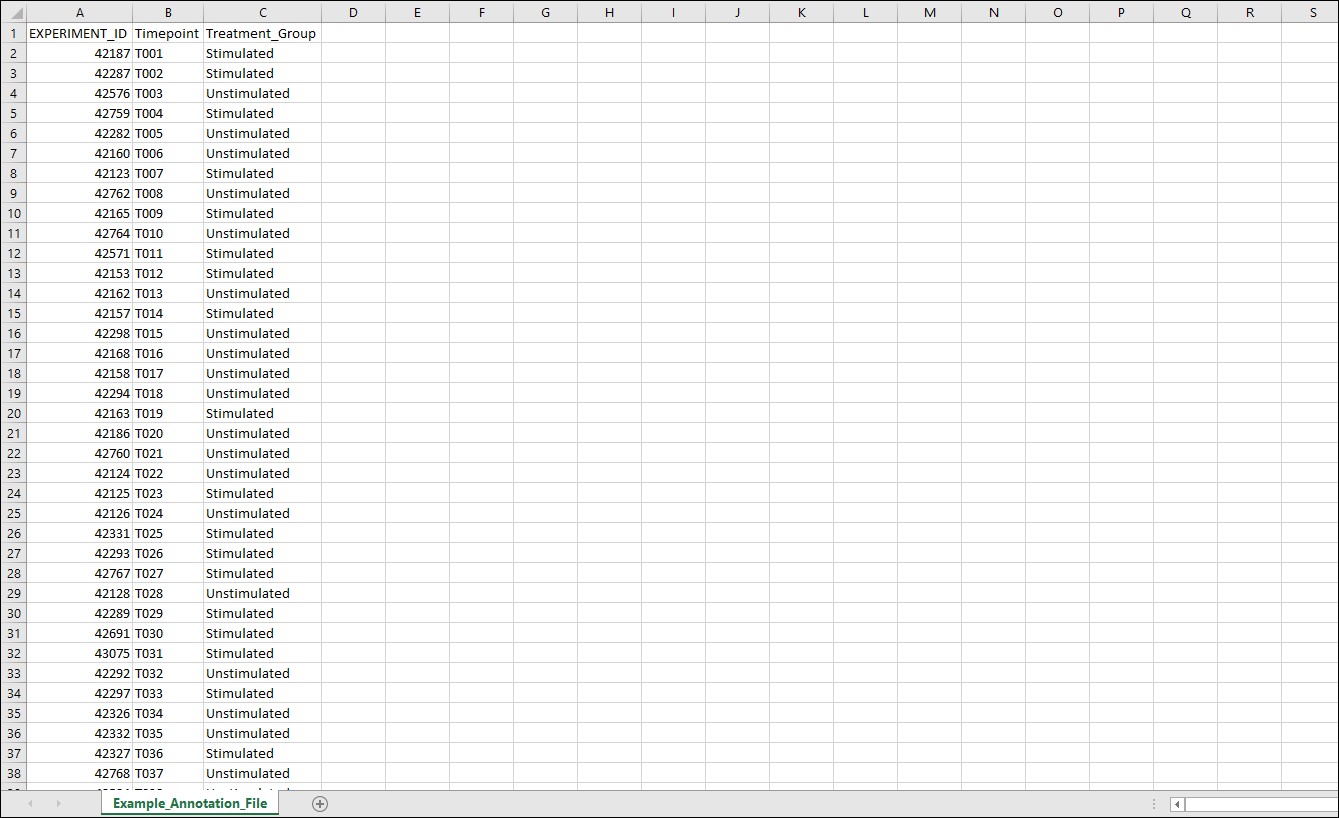 A B C D E F G H I J K L M N O P Q R S
1 EXPERIMENT_ID Timepoint Treatment_Group
2 42187 T001 Stimulated
3 42287 T002 Stimulated
4 42576 T003 Unstimulated
5 42759 T004 Stimulated
6 42282 T005 Unstimulated
7 42160 T006 Unstimulated
8 42123 T007 Stimulated
9 42762 T008 Unstimulated
10 42165 T009 Stimulated
11 42764 T010 Unstimulated
12 42571 T011 Stimulated
13 42153 T012 Stimulated
14 42162 T013 Unstimulated
15 42157 T014 Stimulated
16 42298 T015 Unstimulated
17 42168 T016 Unstimulated
18 42158 T017 Unstimulated
19 42294 T018 Unstimulated
20 42163 T019 Stimulated
21 42186 T020 Unstimulated
22 42760 T021 Unstimulated
23 42124 T022 Unstimulated
24 42125 T023 Stimulated
25 42126 T024 Unstimulated
26 42331 T025 Stimulated
27 42293 T026 Stimulated
28 42767 T027 Stimulated
29 42128 T028 Unstimulated
30 42289 T029 Stimulated
31 42691 T030 Stimulated
32 43075 T031 Stimulated
33 42292 T032 Unstimulated
34 42297 T033 Stimulated
35 42326 T034 Unstimulated
36 42332 T035 Unstimulated
37 42327 T036 Stimulated
38 42768 T037 Unstimulated
Example_Annotation_File